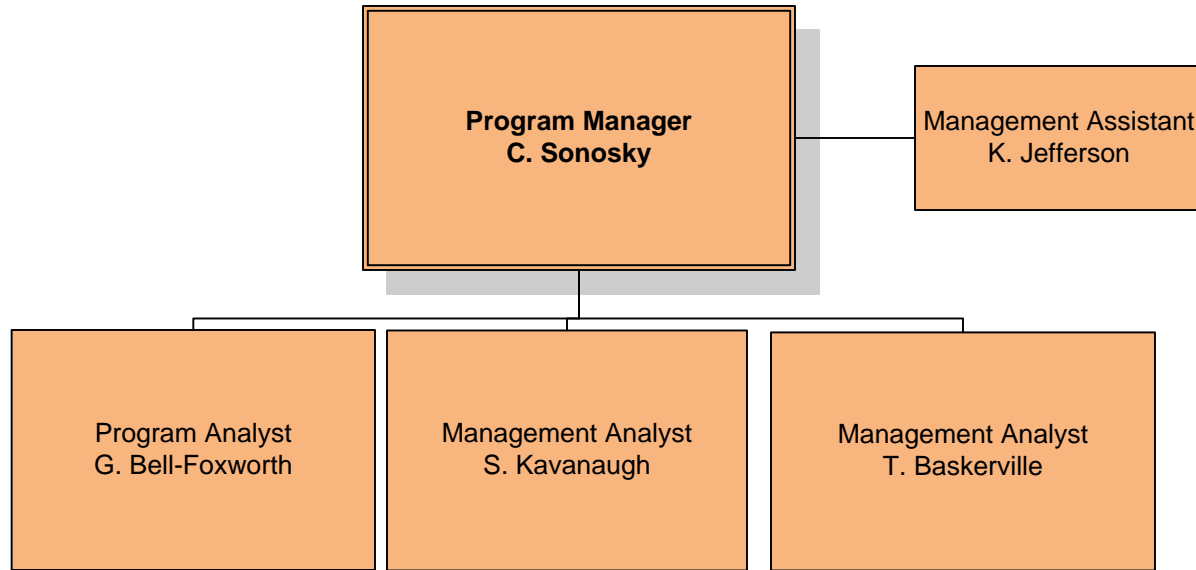 Program Manager
C. Sonosky
Management Assistant
K. Jefferson
Program Analyst
G. Bell-Foxworth
Management Analyst
S. Kavanaugh
Management Analyst
T. Baskerville